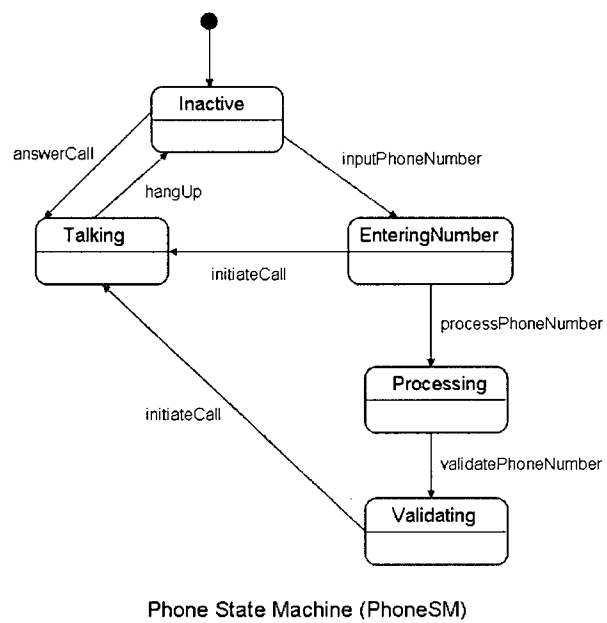 Inactive
answerCall
inputPhoneNumber
hangUp
Talking
EnteringNumber
initiateCall
processPhoneNumber
Processing
initiateCall
validatePhoneNumber
Validating
Phone State Machine (PhoneSM)